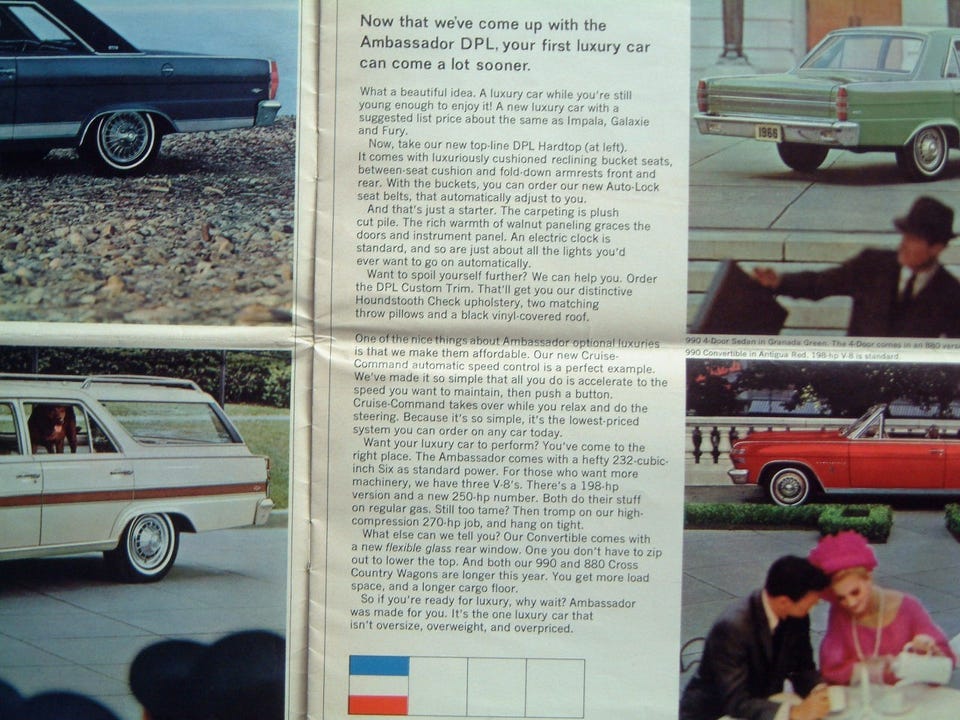 Now that we've come up with the
Ambassador DPL, your first luxury car
can come a lot sooner.
What a beautiful idea. A luxury car while you're still
young enough to enjoy it! A new luxury car with a
suggested list price about the same as Impala, Galaxie
and Fury.
Now, take our new top-line DPL Hardtop (at left).
It comes with luxuriously cushioned reclining bucket seats,
between-seat cushion and fold-down armrests front and
rear. With the buckets, you can order our new Auto-Lock
seat belts, that automatically adjust to you.
And that's just a starter. The carpeting is plush
cut pile. The rich warmth of walnut paneling graces the
doors and instrument panel. An electric clock is
standard, and so are just about all the lights you'd
ever want to go on automatically.
Want to spoil yourself further? We can help you. Order
the DPL Custom Trim. That'll get you our distinctive
Houndstooth Check upholstery, two matching
throw pillows and a black vinyl-covered roof.
One of the nice things about Ambassador optional luxuries
is that we make them affordable. Our new Cruise-
Command automatic speed control is a perfect example.
We've made it so simple that all you do is accelerate to the
speed you want to maintain, then push a button.
Cruise-Command takes over while you relax and do the
steering. Because it's so simple, it's the lowest-priced
system you can order on any car today.
Want your luxury car to perform? You've come to the
right place. The Ambassador comes with a hefty 232-cubic-
inch Six as standard power. For those who want more
machinery, we have three V-8's. There's a 198-hp
version and a new 250-hp number. Both do their stuff
on regular gas. Still too tame? Then tromp on our high-
compression 270-hp job, and hang on tight.
What else can we tell you? Our Convertible comes with
a new flexible glass rear window. One you don't have to zip
out to lower the top. And both our 990 and 880 Cross
Country Wagons are longer this year. You get more load
space, and a longer cargo floor.
So if you're ready for luxury, why wait? Ambassador
was made for you. It's the one luxury car that
isn't oversize, overweight, and overpriced.
1966
990 4-Door Sedan in Granada Green. The 4-Door comes in an 880 vers
990 Convertible in Antigua Red. 198-hp V-8 is standard.